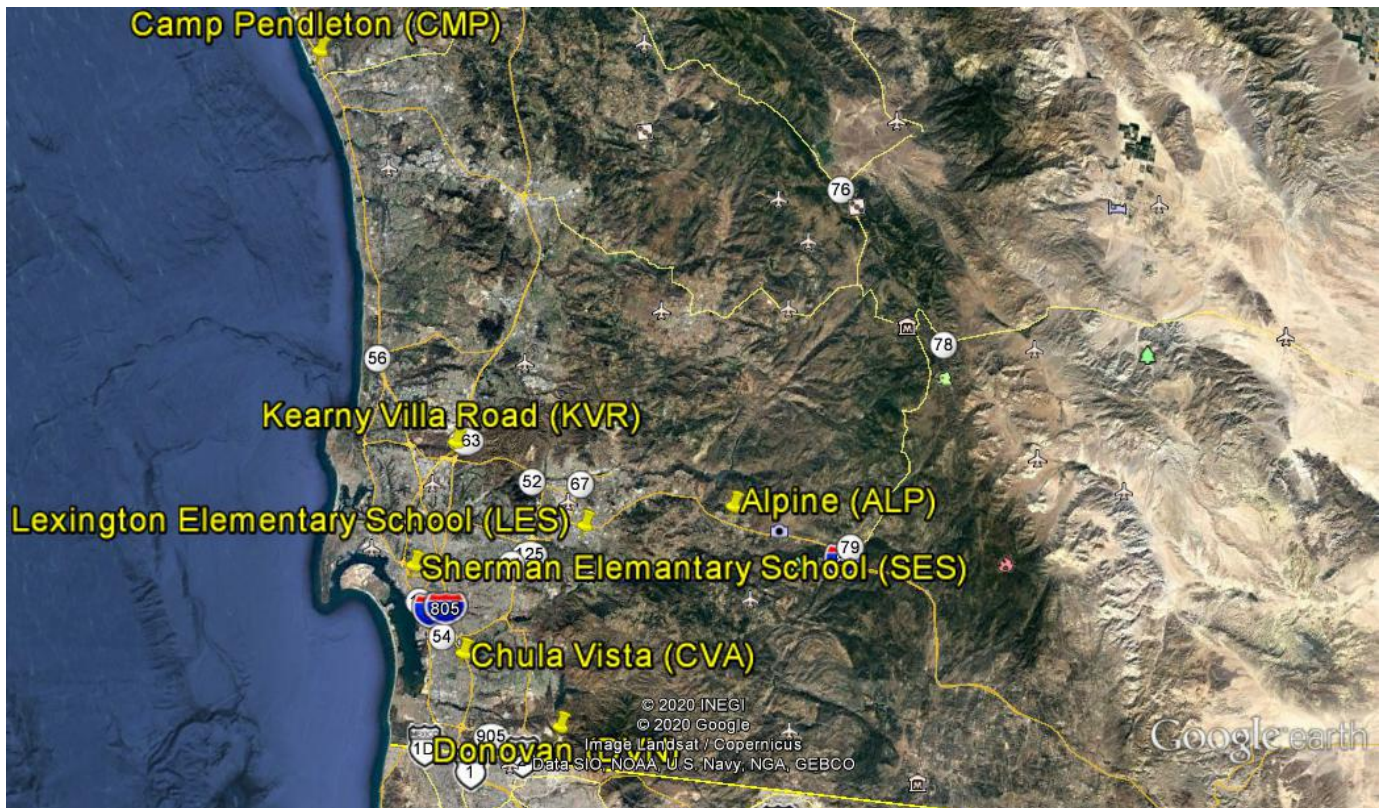 Camp Pendleton (CMP)
76
56
78
Kearny Villa Road (KVR)
63
52
67
Alpine (ALP)
Lexington Elementary School (LES)
79
125
Sherman Elemantary School (SES)
805
54
Chula Vista (CVA)
© 2020 INEGI
© 2020 Google
905
Image Landsat / Copernicus
Google earth
1D
Donovan
1
Data SIO, NOAA, U.S. Navy, NGA, GEBCO